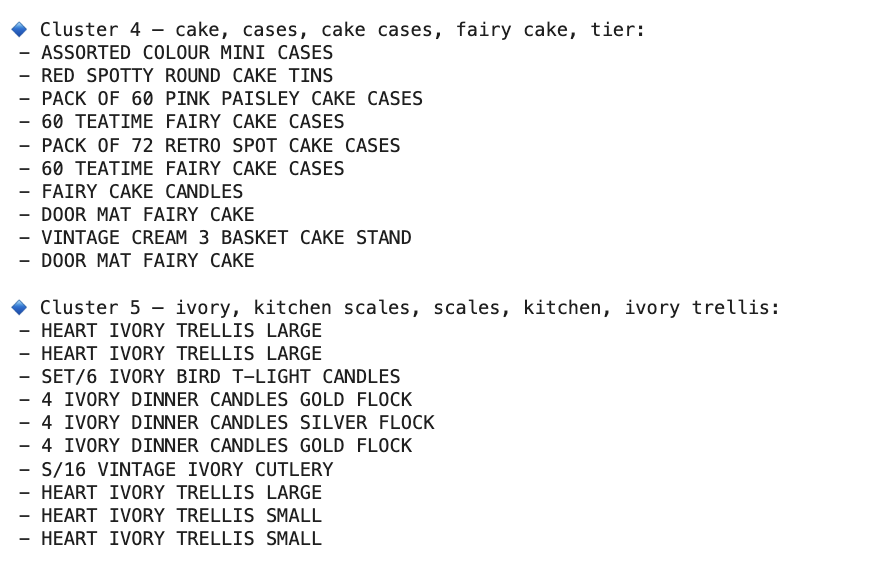 🔷 Cluster 4 — cake, cases, cake cases, fairy cake, tier:
– ASSORTED COLOUR MINI CASES
– RED SPOTTY ROUND CAKE TINS
– PACK OF 60 PINK PAISLEY CAKE CASES
– 60 TEATIME FAIRY CAKE CASES
– PACK OF 72 RETRO SPOT CAKE CASES
– 60 TEATIME FAIRY CAKE CASES
– FAIRY CAKE CANDLES
– DOOR MAT FAIRY CAKE
– VINTAGE CREAM 3 BASKET CAKE STAND
– DOOR MAT FAIRY CAKE
🔷 Cluster 5 — ivory, kitchen scales, scales, kitchen, ivory trellis:
– HEART IVORY TRELLIS LARGE
– HEART IVORY TRELLIS LARGE
– SET/6 IVORY BIRD T-LIGHT CANDLES
– 4 IVORY DINNER CANDLES GOLD FLOCK
– 4 IVORY DINNER CANDLES SILVER FLOCK
– 4 IVORY DINNER CANDLES GOLD FLOCK
– S/16 VINTAGE IVORY CUTLERY
– HEART IVORY TRELLIS LARGE
– HEART IVORY TRELLIS SMALL
– HEART IVORY TRELLIS SMALL